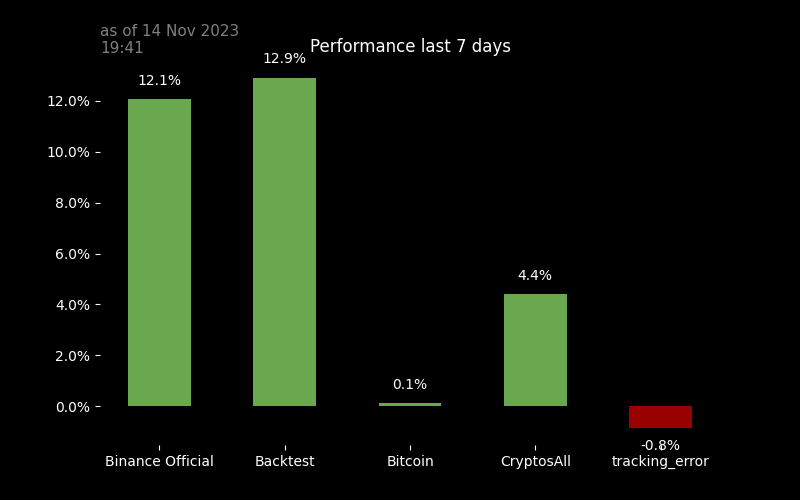 as of 14 Nov 2023
19:41
Performance last 7 days
12.1%
12.9%
0.1%
4.4%
-0.8%
12.0%
10.0%
8.0%
6.0%
4.0%
2.0%
0.0%
Binance Official
Backtest
Bitcoin
CryptosAll
tracking_error